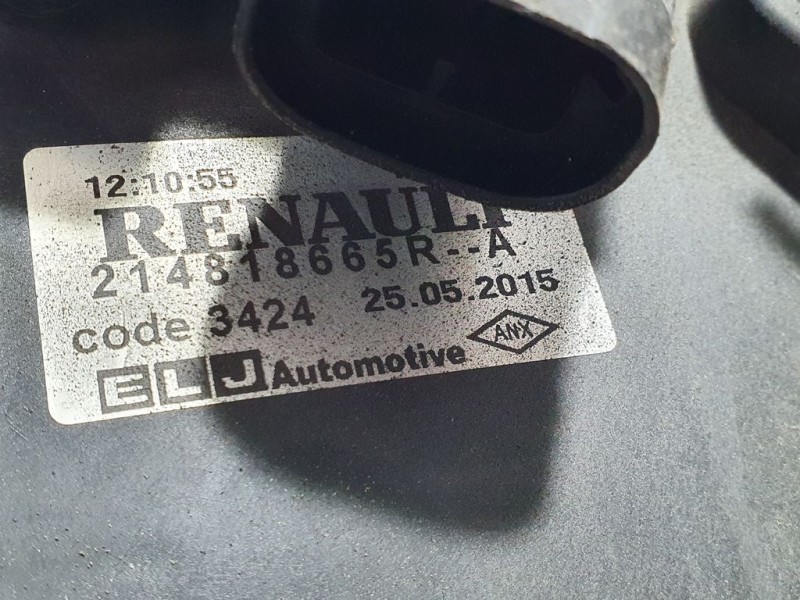 12:10:55
RENAULT
214818665R--A
code 3424 25.05.2015
ELJ Automotive ANX